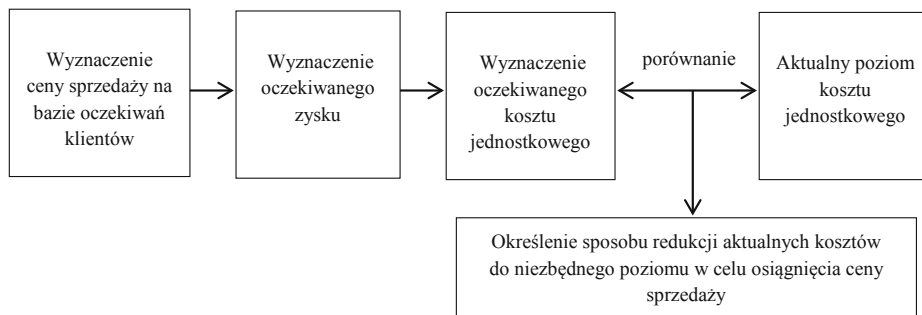 Wyznaczenie
ceny sprzedaży na
bazie oczekiwań
klientów
Wyznaczenie
oczekiwanego
zysku
Wyznaczenie
oczekiwanego
kosztu
jednostkowego
porównanie
Aktualny poziom
kosztu
jednostkowego
Określenie sposobu redukcji aktualnych kosztów
do niezbędnego poziomu w celu osiągnięcia ceny
sprzedaży